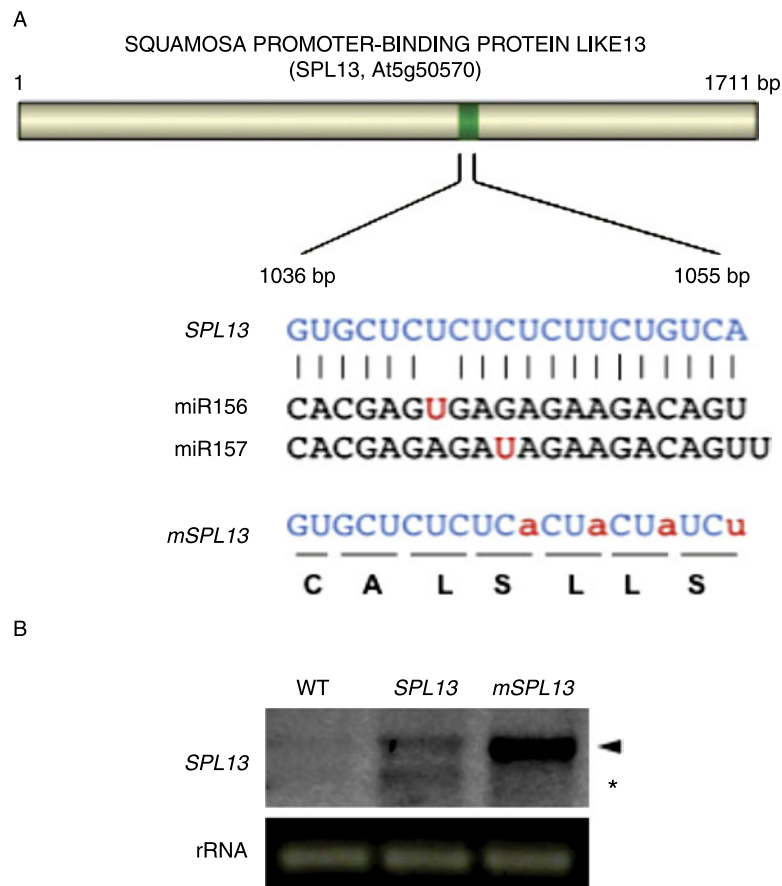 A
SQUAMOSA PROMOTER-BINDING PROTEIN LIKE13
(SPL13, At5g50570)
1 1711 bp
1036 bp 1055 bp
SPL13 GUGCUCUCUCUCUUCUGUCA
miR156 CACGAGUGAGAGAAGACAGU
miR157 CACGAGAGAUAGAAGACAGUU
mSPL13 GUGCUCUCUCaCUaCUaUCu
C A L S L L S
B
WT SPL13 mSPL13
SPL13
*
rRNA